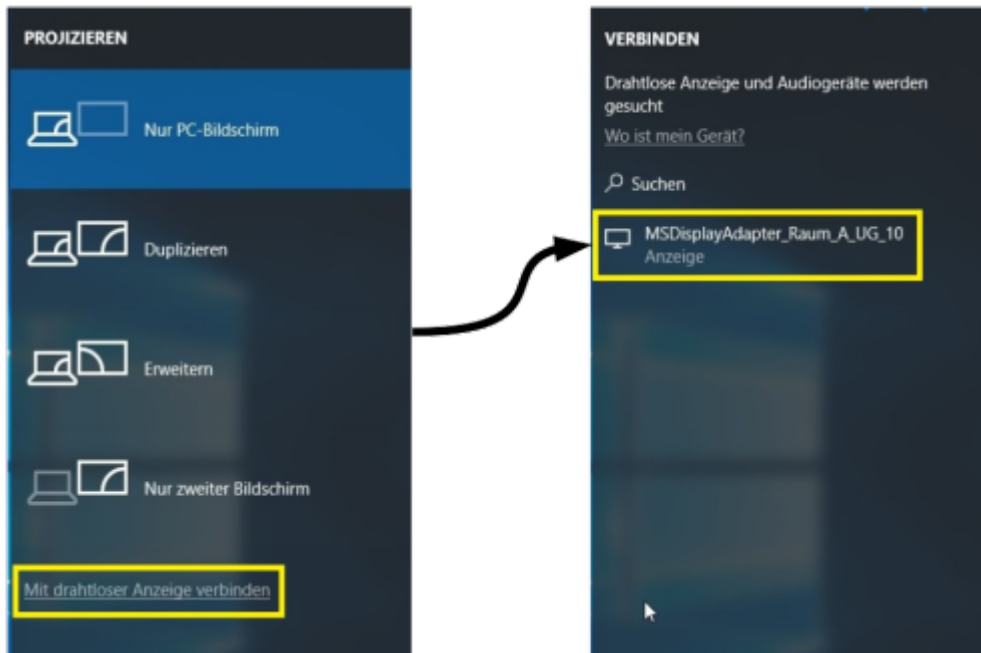 PROJIZIEREN
Nur PC-Bildschirm
Duplizieren
Erweitern
Nur zweiter Bildschirm
Mit drahtloser Anzeige verbinden
VERBINDEN
Drahtlose Anzeige und Audiogeräte werden
gesucht
Wo ist mein Gerät?
Suchen
MSDisplayAdapter_Raum_A_UG_10
Anzeige